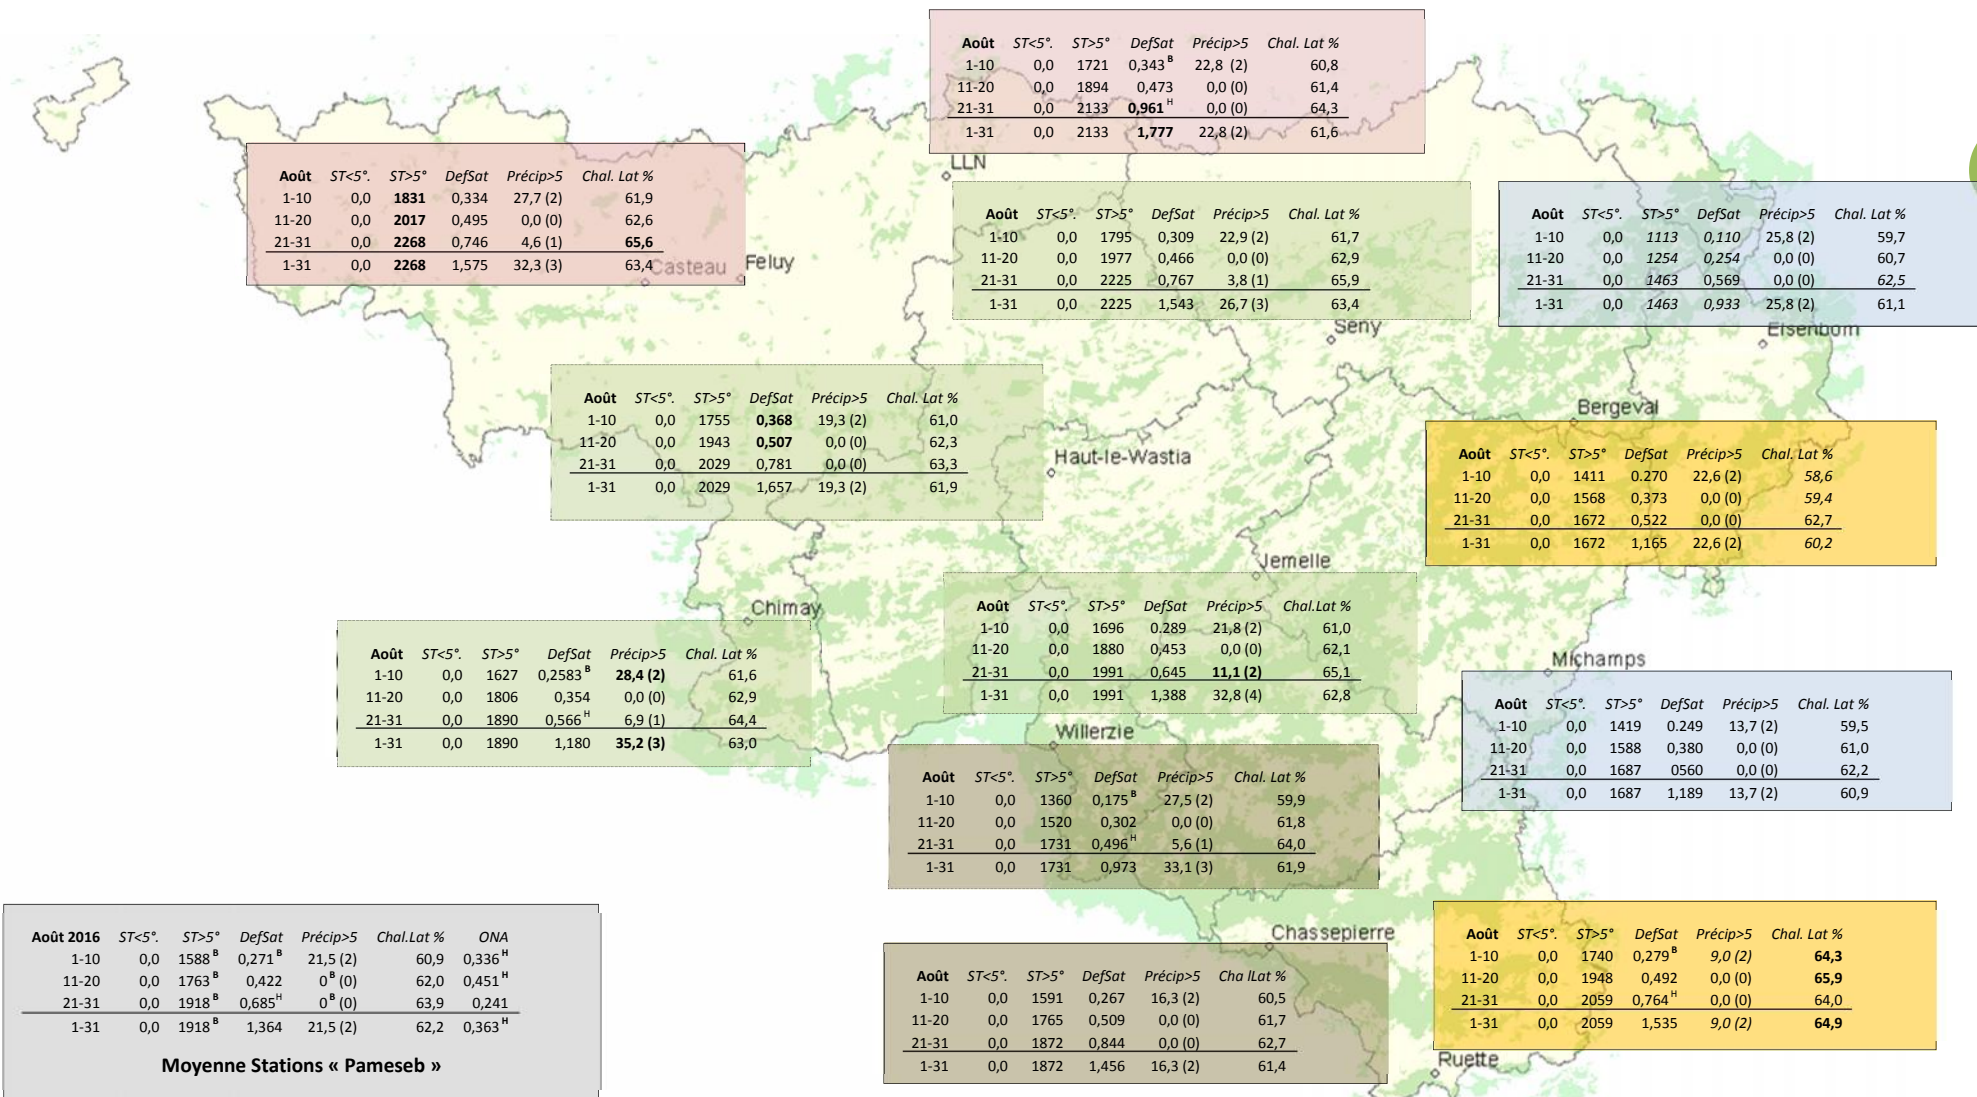 Août ST<5°. ST>5° DefSat Précip>5 Chal. Lat %
1-10 0,0 1721 0,343 B 22,8 (2) 60,8
11-20 0,0 1894 0,473 0,0 (0) 61,4
21-31 0,0 2133 0,961 H 0,0 (0) 64,3
1-31 0,0 2133 1,777 22,8 (2) 61,6
LLN
Août ST<5°. ST>5° DefSat Précip>5 Chal. Lat %
1-10 0,0 1831 0,334 27,7 (2) 61,9
11-20 0,0 2017 0,495 0,0 (0) 62,6
21-31 0,0 2268 0,746 4,6 (1) 65,6
1-31 0,0 2268 1,575 32,3 (3) 63,4
Casteau Feluy
Août ST<5°. ST>5° DefSat Précip>5 Chal. Lat %
1-10 0,0 1795 0,309 22,9 (2) 61,7
11-20 0,0 1977 0,466 0,0 (0) 62,9
21-31 0,0 2225 0,767 3,8 (1) 65,9
1-31 0,0 2225 1,543 26,7 (3) 63,4
Seny
Août ST<5°. ST>5° DefSat Précip>5 Chal. Lat %
1-10 0,0 1113 0,110 25,8 (2) 59,7
11-20 0,0 1254 0,254 0,0 (0) 60,7
21-31 0,0 1463 0,569 0,0 (0) 62,5
1-31 0,0 1463 0,933 25,8 (2) 61,1
Elsenborn
Août ST<5°. ST>5° DefSat Précip>5 Chal. Lat %
1-10 0,0 1755 0,368 19,3 (2) 61,0
11-20 0,0 1943 0,507 0,0 (0) 62,3
21-31 0,0 2029 0,781 0,0 (0) 63,3
1-31 0,0 2029 1,657 19,3 (2) 61,9
Haut-le-Wastia
Bergeval
Août ST<5°. ST>5° DefSat Précip>5 Chal. Lat %
1-10 0,0 1411 0.270 22,6 (2) 58,6
11-20 0,0 1568 0,373 0,0 (0) 59,4
21-31 0,0 1672 0,522 0,0 (0) 62,7
1-31 0,0 1672 1,165 22,6 (2) 60,2
Jemelle
Août ST<5°. ST>5° DefSat Précip>5 Chal.Lat %
1-10 0,0 1696 0.289 21,8 (2) 61,0
11-20 0,0 1880 0,453 0,0 (0) 62,1
21-31 0,0 1991 0,645 11,1 (2) 65,1
1-31 0,0 1991 1,388 32,8 (4) 62,8
Chimay
Août ST<5°. ST>5° DefSat Précip>5 Chal. Lat %
1-10 0,0 1627 0,2583 B 28,4 (2) 61,6
11-20 0,0 1806 0,354 0,0 (0) 62,9
21-31 0,0 1890 0,566 H 6,9 (1) 64,4
1-31 0,0 1890 1,180 35,2 (3) 63,0
Michamps
Août ST<5°. ST>5° DefSat Précip>5 Chal. Lat %
1-10 0,0 1419 0.249 13,7 (2) 59,5
11-20 0,0 1588 0,380 0,0 (0) 61,0
21-31 0,0 1687 0560 0,0 (0) 62,2
1-31 0,0 1687 1,189 13,7 (2) 60,9
Willerzie
Août ST<5°. ST>5° DefSat Précip>5 Chal. Lat %
1-10 0,0 1360 0,175 B 27,5 (2) 59,9
11-20 0,0 1520 0,302 0,0 (0) 61,8
21-31 0,0 1731 0,496 H 5,6 (1) 64,0
1-31 0,0 1731 0,973 33,1 (3) 61,9
Chassepierre
Août ST<5°. ST>5° DefSat Précip>5 Cha lLat %
1-10 0,0 1591 0,267 16,3 (2) 60,5
11-20 0,0 1765 0,509 0,0 (0) 61,7
21-31 0,0 1872 0,844 0,0 (0) 62,7
1-31 0,0 1872 1,456 16,3 (2) 61,4
Août ST<5°. ST>5° DefSat Précip>5 Chal. Lat %
1-10 0,0 1740 0,279 B 9,0 (2) 64,3
11-20 0,0 1948 0,492 0,0 (0) 65,9
21-31 0,0 2059 0,764 H 0,0 (0) 64,0
1-31 0,0 2059 1,535 9,0 (2) 64,9
Ruette
Août 2016 ST<5°. ST>5° DefSat Précip>5 Chal.Lat % ONA
1-10 0,0 1588 B 0,271 B 21,5 (2) 60,9 0,336 H
11-20 0,0 1763 B 0,422 0 B (0) 62,0 0,451 H
21-31 0,0 1918 B 0,685 H 0 B (0) 63,9 0,241
1-31 0,0 1918 B 1,364 21,5 (2) 62,2 0,363 H
Moyenne Stations « Pameseb »